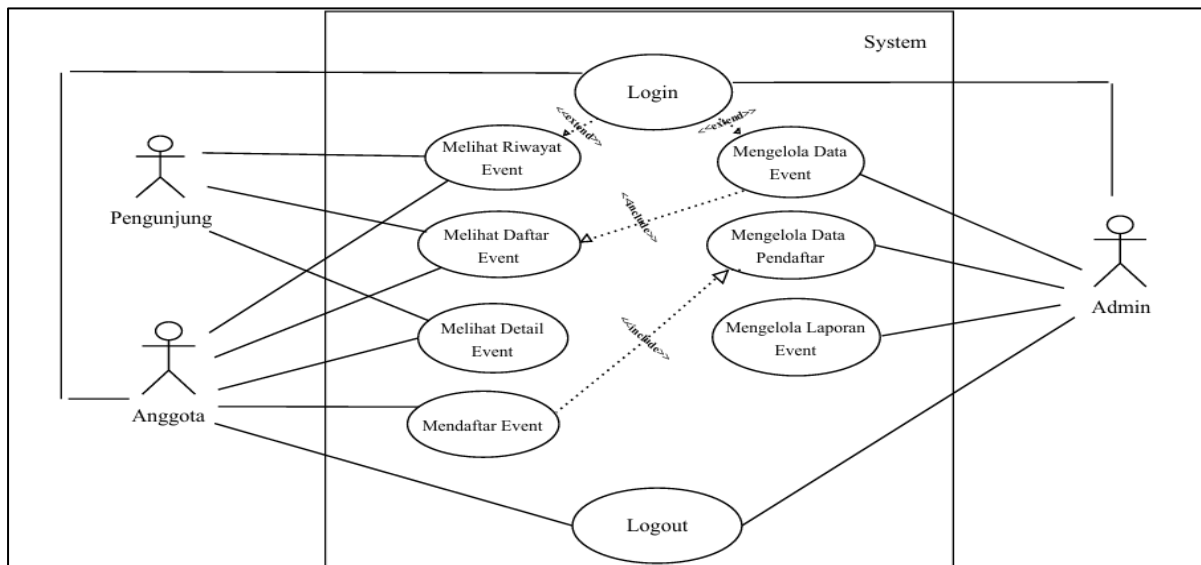 System
Login
<<extend>>
<<extend>>
Melihat Riwayat
Event
Mengelola Data
Event
Pengunjung
<<include>>
Melihat Daftar
Event
Mengelola Data
Pendaftar
Admin
<<include>>
Melihat Detail
Event
Mengelola Laporan
Event
Anggota
Mendaftar Event
Logout